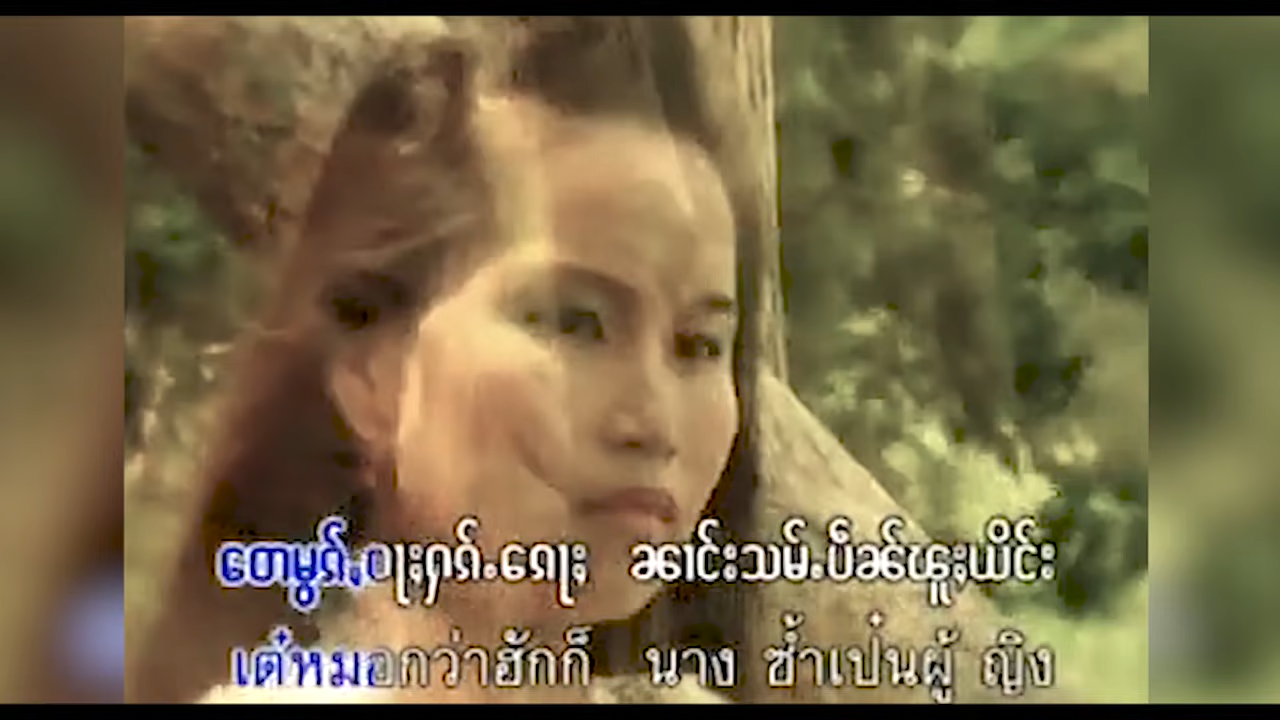 တေမွၵ်ႈဝႃႈႁၵ်ႉၵေႃႈ ၼၢင်းသမ်ႉပဵၼ်ၽူႈယိင်း
เต๋หมอกว่าฮักก็ นาง ซ้ำเป๋นผู้ ญิง